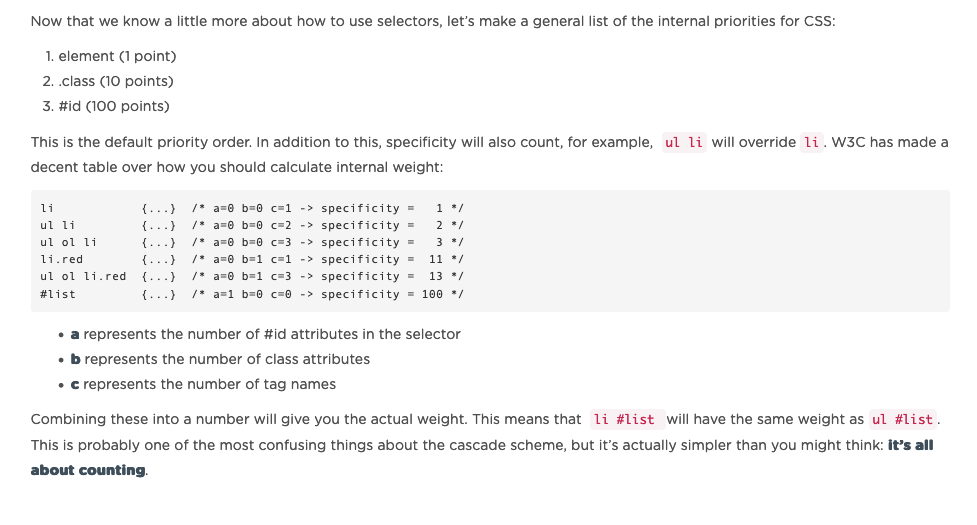 Now that we know a little more about how to use selectors, let's make a general list of the internal priorities for CSS:
1. element (1 point)
2. .class (10 points)
3. #id (100 points)
This is the default priority order. In addition to this, specificity will also count, for example, ul li will override li. W3C has made a
decent table over how you should calculate internal weight:
li            {...}  /* a=0 b=0 c=1 -> specificity =   1 */
ul li         {...}  /* a=0 b=0 c=2 -> specificity =   2 */
ul ol li      {...}  /* a=0 b=0 c=3 -> specificity =   3 */
li.red        {...}  /* a=0 b=1 c=1 -> specificity =  11 */
ul ol li.red  {...}  /* a=0 b=1 c=3 -> specificity =  13 */
#list         {...}  /* a=1 b=0 c=0 -> specificity = 100 */
• a represents the number of #id attributes in the selector
• b represents the number of class attributes
• c represents the number of tag names
Combining these into a number will give you the actual weight. This means that li #list will have the same weight as ul #list.
This is probably one of the most confusing things about the cascade scheme, but it's actually simpler than you might think: it's all
about counting.